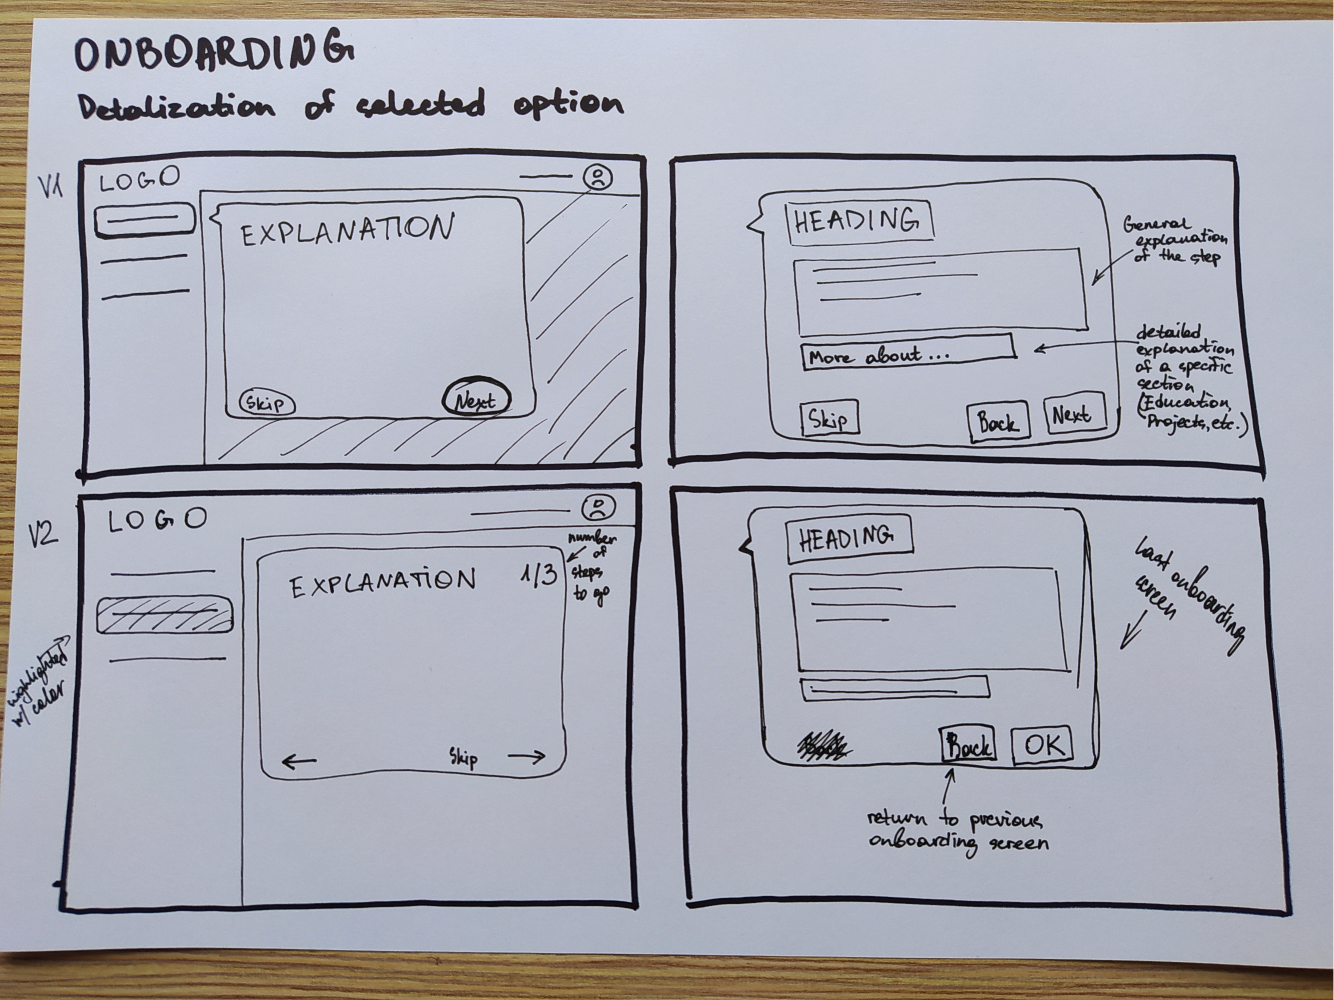 ONBOARDING
Detalization of selected option
V1
LOGO
EXPLANATION
Skip
Next
HEADING
More about ...
Skip
Back
Next
General
explanation
of the step
detailed
explanation
of a specific
section
(Education,
Projects, etc.)
V2
LOGO
EXPLANATION
1/3
number
of
steps
to go
Skip
highlighted
w/ color
HEADING
Back
OK
Last onboarding
screen
return to previous
onboarding screen